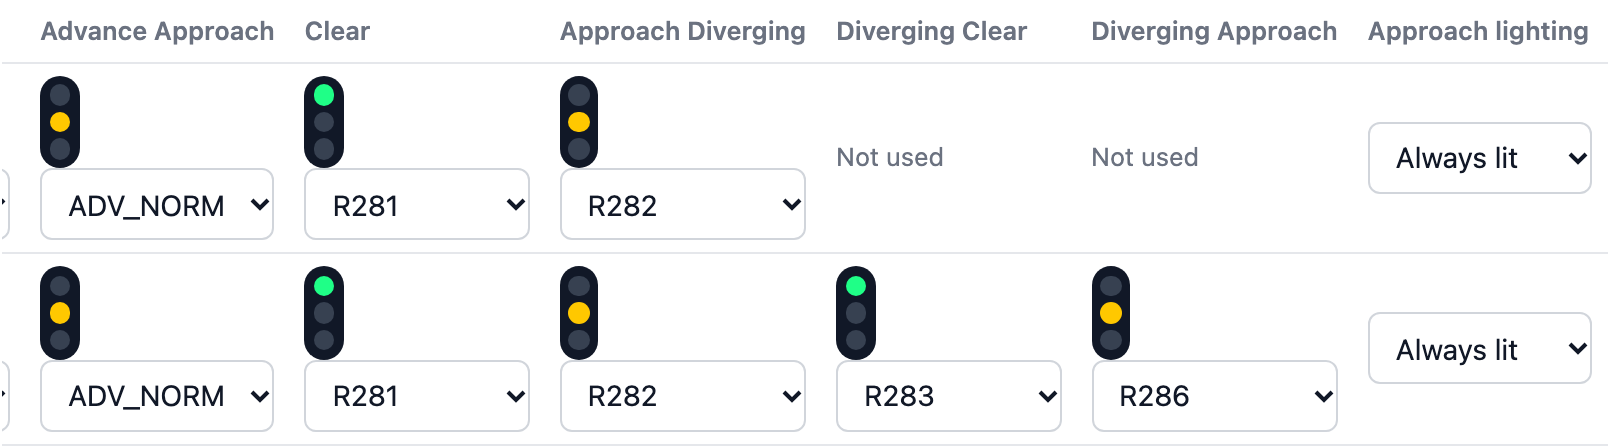 Advance Approach Clear Approach Diverging Diverging Clear Diverging Approach Approach lighting
Not used Not used Always lit
ADV_NORM R281 R282
Always lit
ADV_NORM R281 R282 R283 R286